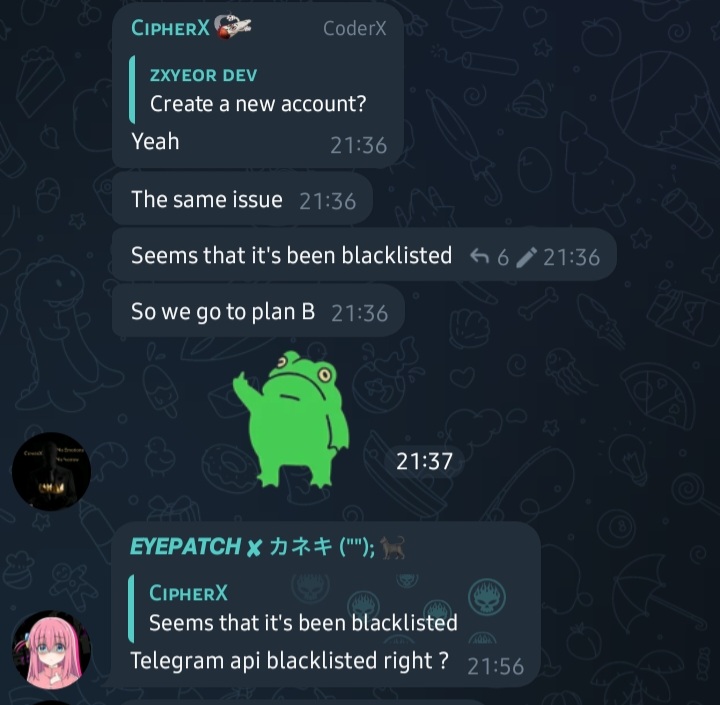 CIPHERX CoderX
ZXYEOR DEV
Create a new account?
Yeah 21:36
The same issue 21:36
Seems that it's been blacklisted 6 21:36
So we go to plan B 21:36
21:37
EYEPATCH ✘ カネキ ("");
CIPHERX
Seems that it's been blacklisted
Telegram api blacklisted right ? 21:56